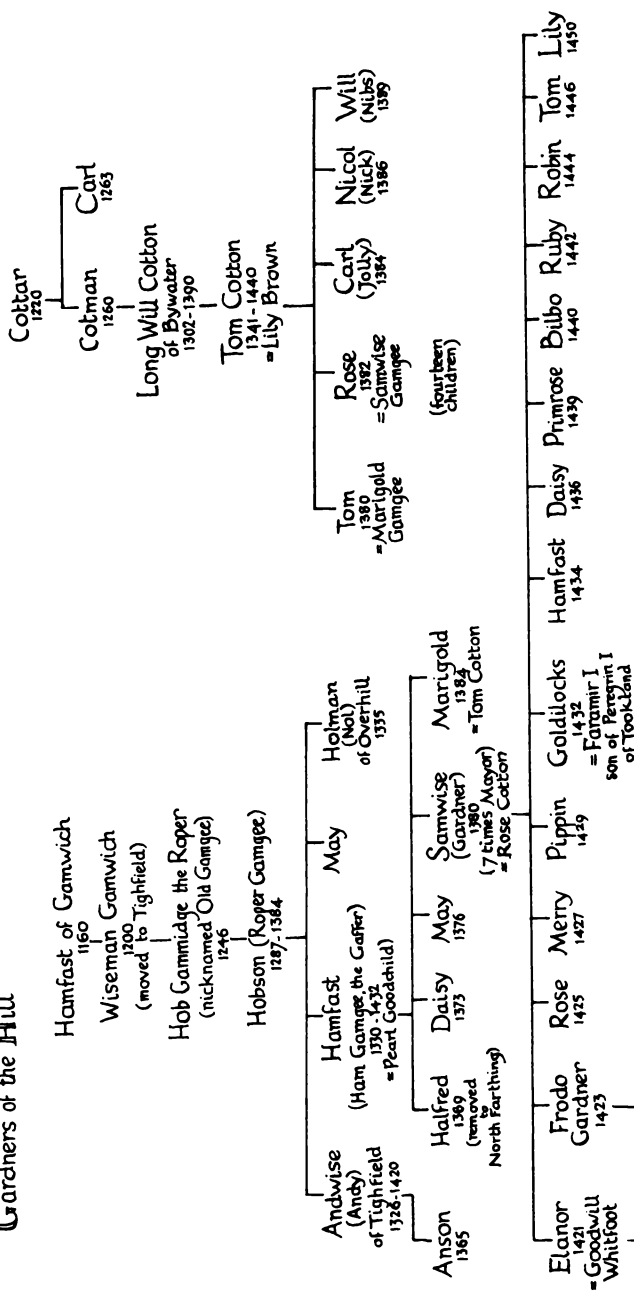 Gardners of the Hill
Hamfast of Gamwich
1160
Wiseman Gamwich
1200
(moved to Tighfield)
Hob Gammidge the Roper
(nicknamed Old Gamgee)
1246
Hobson (Roper Gamgee)
1287-1384
Cottar
1220
Cotman
1260
Carl
1263
Long Will Cotton
of Bywater
1302-1390
Tom Cotton
1341-1440
=Lily Brown
Andwise
(Andy)
of Tighfield
1326-1420
Hamfast
(Ham Gamgee, the Gaffer)
1330-1432
=Pearl Goodchild
May
Holman
(Nol)
of Overhill
1335
Tom
1380
=Marigold
Gamgee
Rose
1382
=Samwise
Gamgee
(fourteen
children)
Carl
(Jolly)
1384
Nicol
(Nick)
1386
Will
(Nibs)
1389
Anson
1365
Halfred
1369
(removed
to
North Farthing)
Daisy
1373
May
1376
Samwise
(Gardner)
1380
(7 times Mayor)
= Rose Cotton
Marigold
1384
=Tom Cotton
Elanor
1421
=Goodwill
Whitfoot
Frodo
Gardner
1423
Rose
1425
Merry
1427
Pippin
1429
Goldilocks
1432
=Faramir I
son of Peregrin I
of Took Land
Hamfast
1434
Daisy
1436
Primrose
1439
Bilbo
1440
Ruby
1442
Robin
1444
Tom
1446
Lily
1450